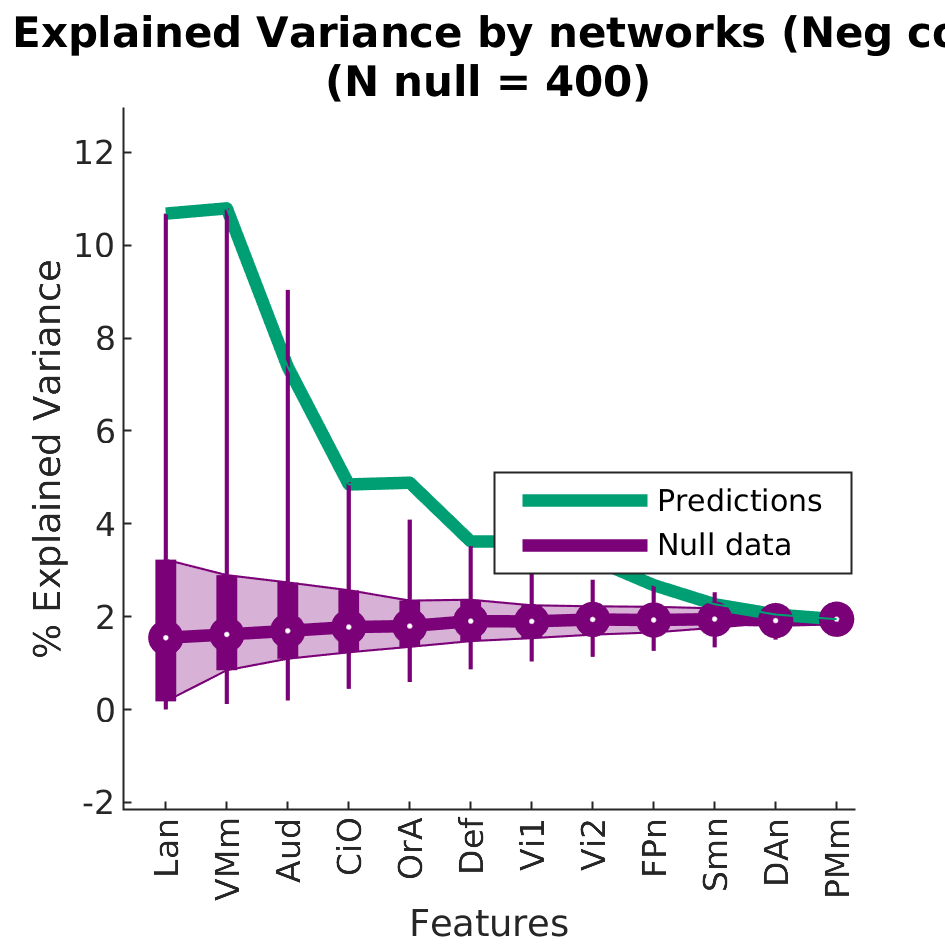 Explained Variance by networks (Neg co
(N null = 400)
12
10
8
6
4
2
0
-2
% Explained Variance
Predictions
Null data
Lan
VMm
Aud
CiO
OrA
Def
Vi1
Vi2
FPn
Smn
DAn
PMm
Features